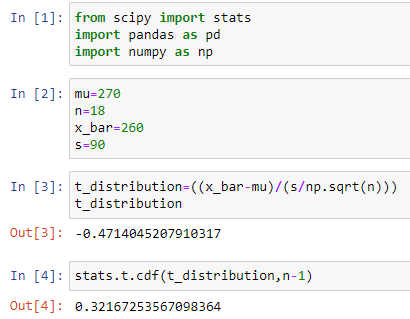 In [1]: from scipy import stats
import pandas as pd
import numpy as np
In [2]: mu=270
n=18
x_bar=260
s=90
In [3]: t_distribution=((x_bar-mu)/(s/np.sqrt(n)))
t_distribution
Out[3]: -0.4714045207910317
In [4]: stats.t.cdf(t_distribution,n-1)
Out[4]: 0.32167253567098364